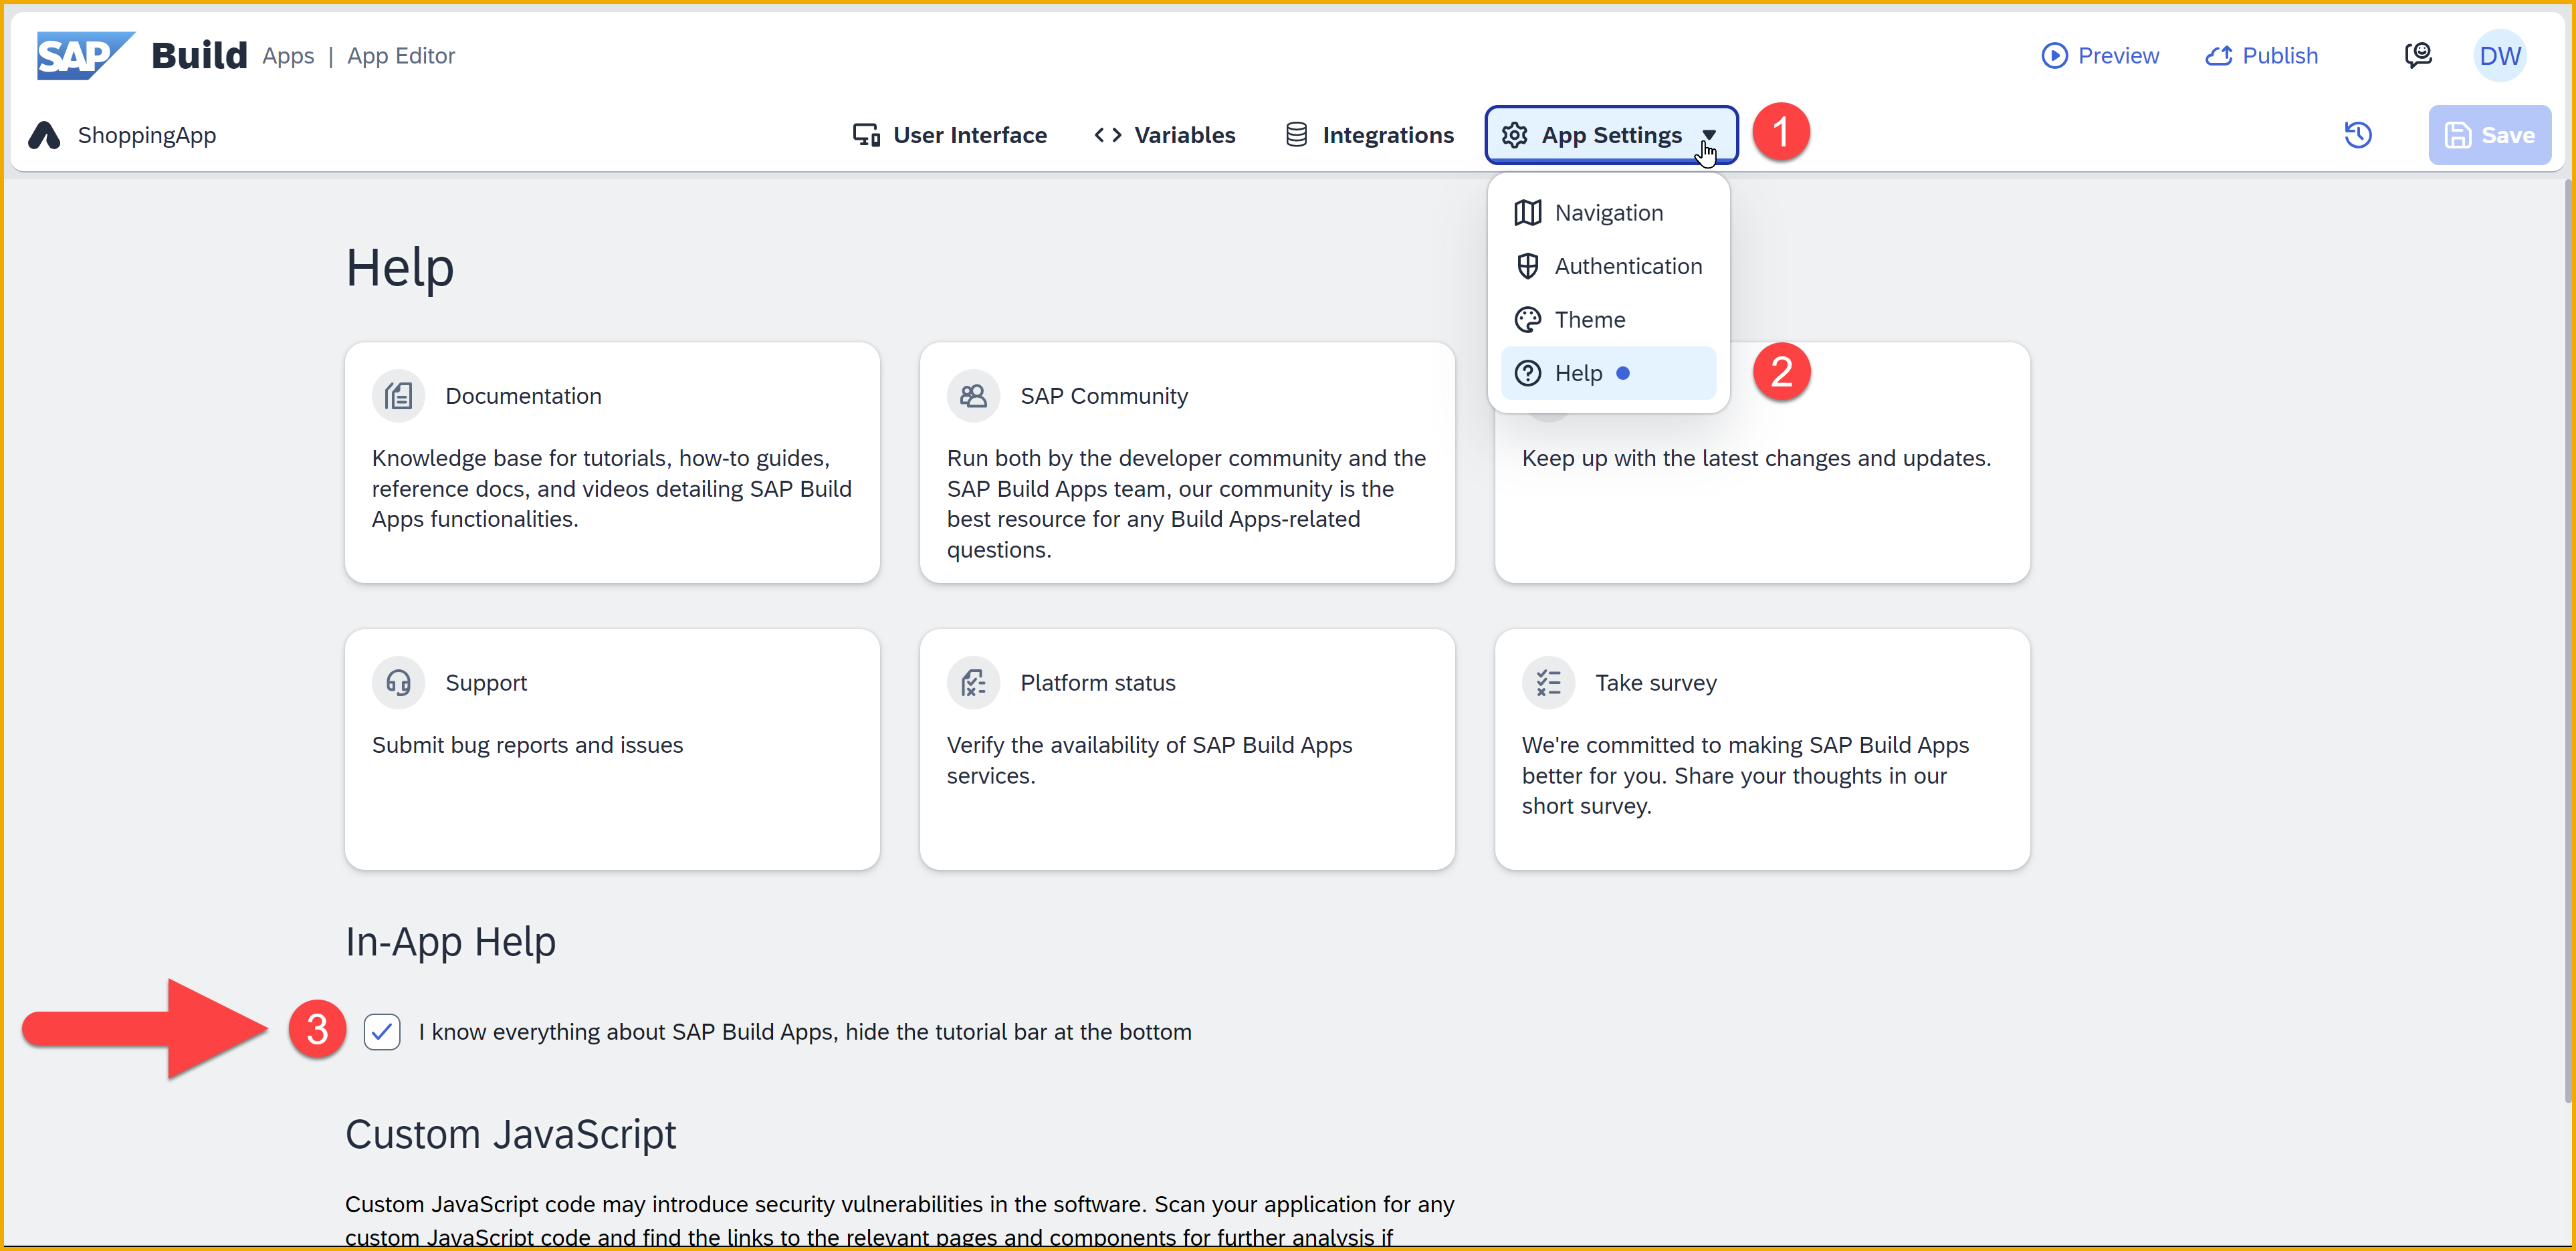 SAP Build Apps | App Editor
Preview
Publish
DW
ShoppingApp
User Interface
Variables
Integrations
App Settings
1
Save
Navigation
Authentication
Theme
Help
2
Help
Documentation
Knowledge base for tutorials, how-to guides,
reference docs, and videos detailing SAP Build
Apps functionalities.
SAP Community
Run both by the developer community and the
SAP Build Apps team, our community is the
best resource for any Build Apps-related
questions.
Keep up with the latest changes and updates.
Support
Submit bug reports and issues
Platform status
Verify the availability of SAP Build Apps
services.
Take survey
We're committed to making SAP Build Apps
better for you. Share your thoughts in our
short survey.
In-App Help
3
I know everything about SAP Build Apps, hide the tutorial bar at the bottom
Custom JavaScript
Custom JavaScript code may introduce security vulnerabilities in the software. Scan your application for any
custom JavaScript code and find the links to the relevant pages and components for further analysis if